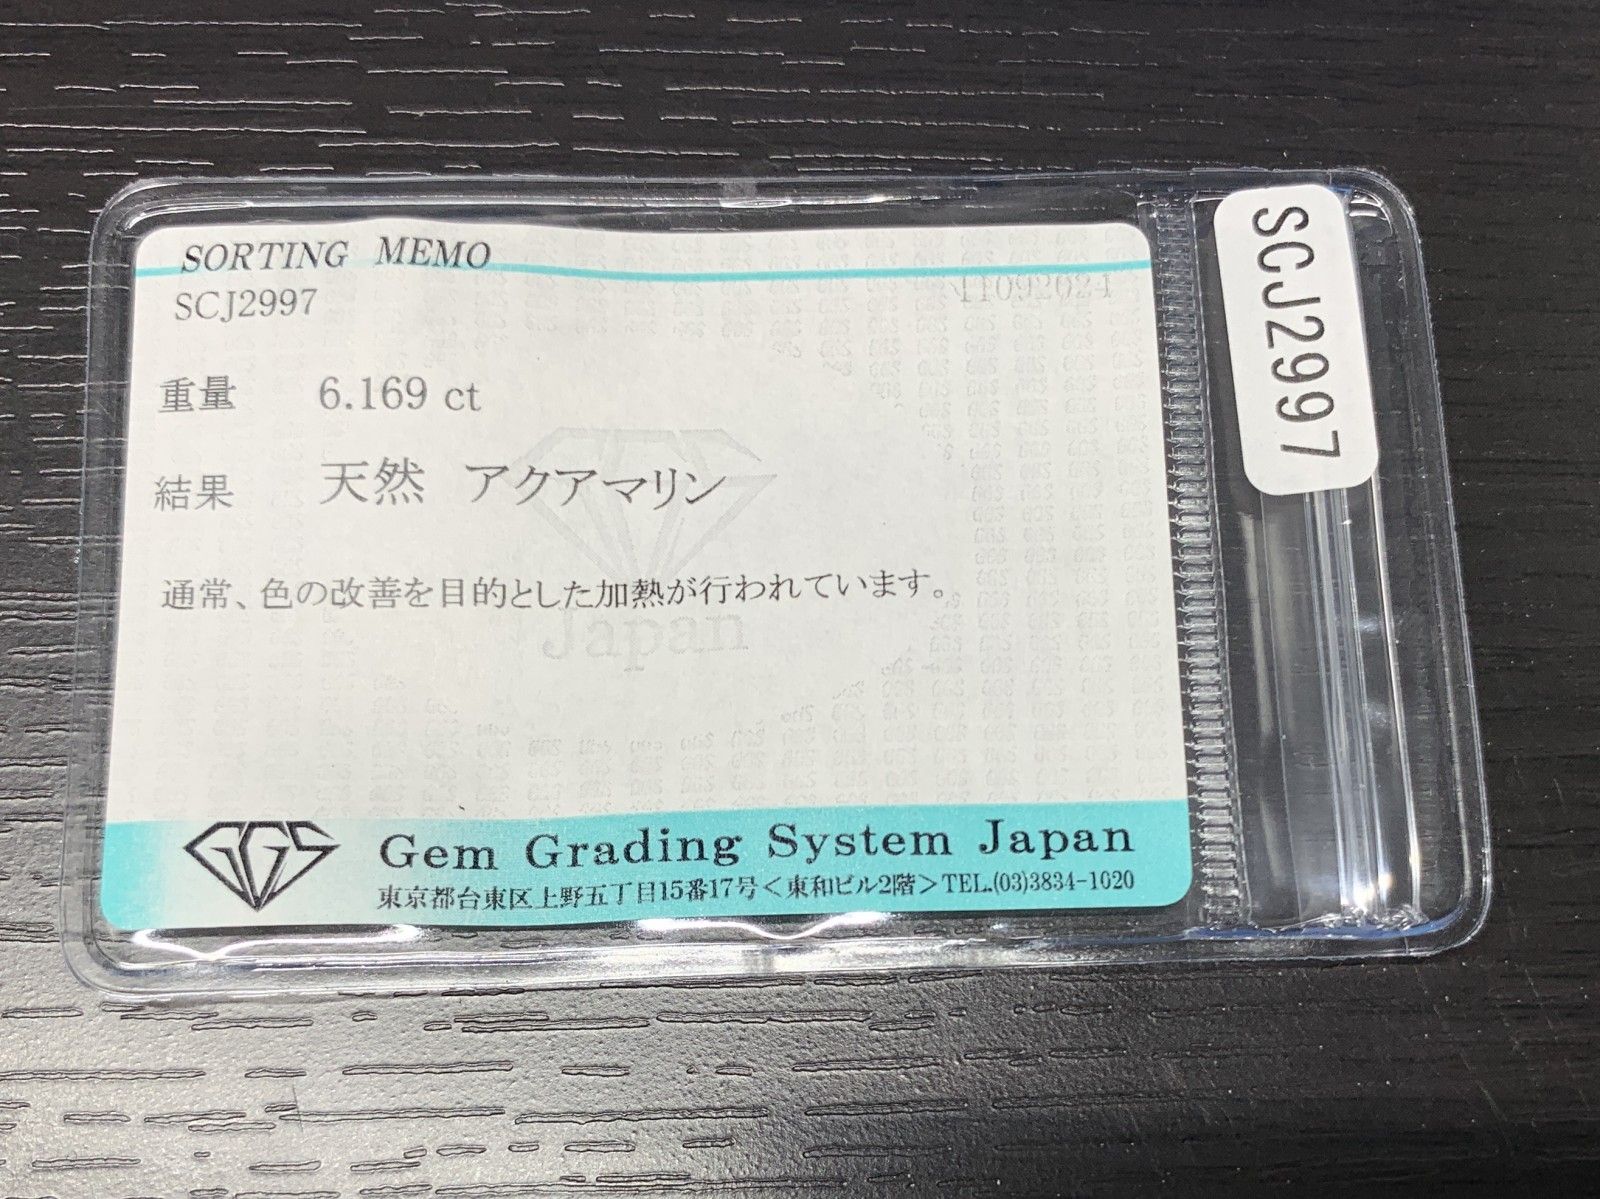 SORTING MEMO
SCJ2997
11092024
重量 6.169 ct
結果 天然 アクアマリン
通常、色の改善を目的とした加熱が行われています。
Japan
GGS
Gem Grading System Japan
東京都台東区上野五丁目15番17号<東和ビル2階>TEL.(03)3834-1020
SCJ2997